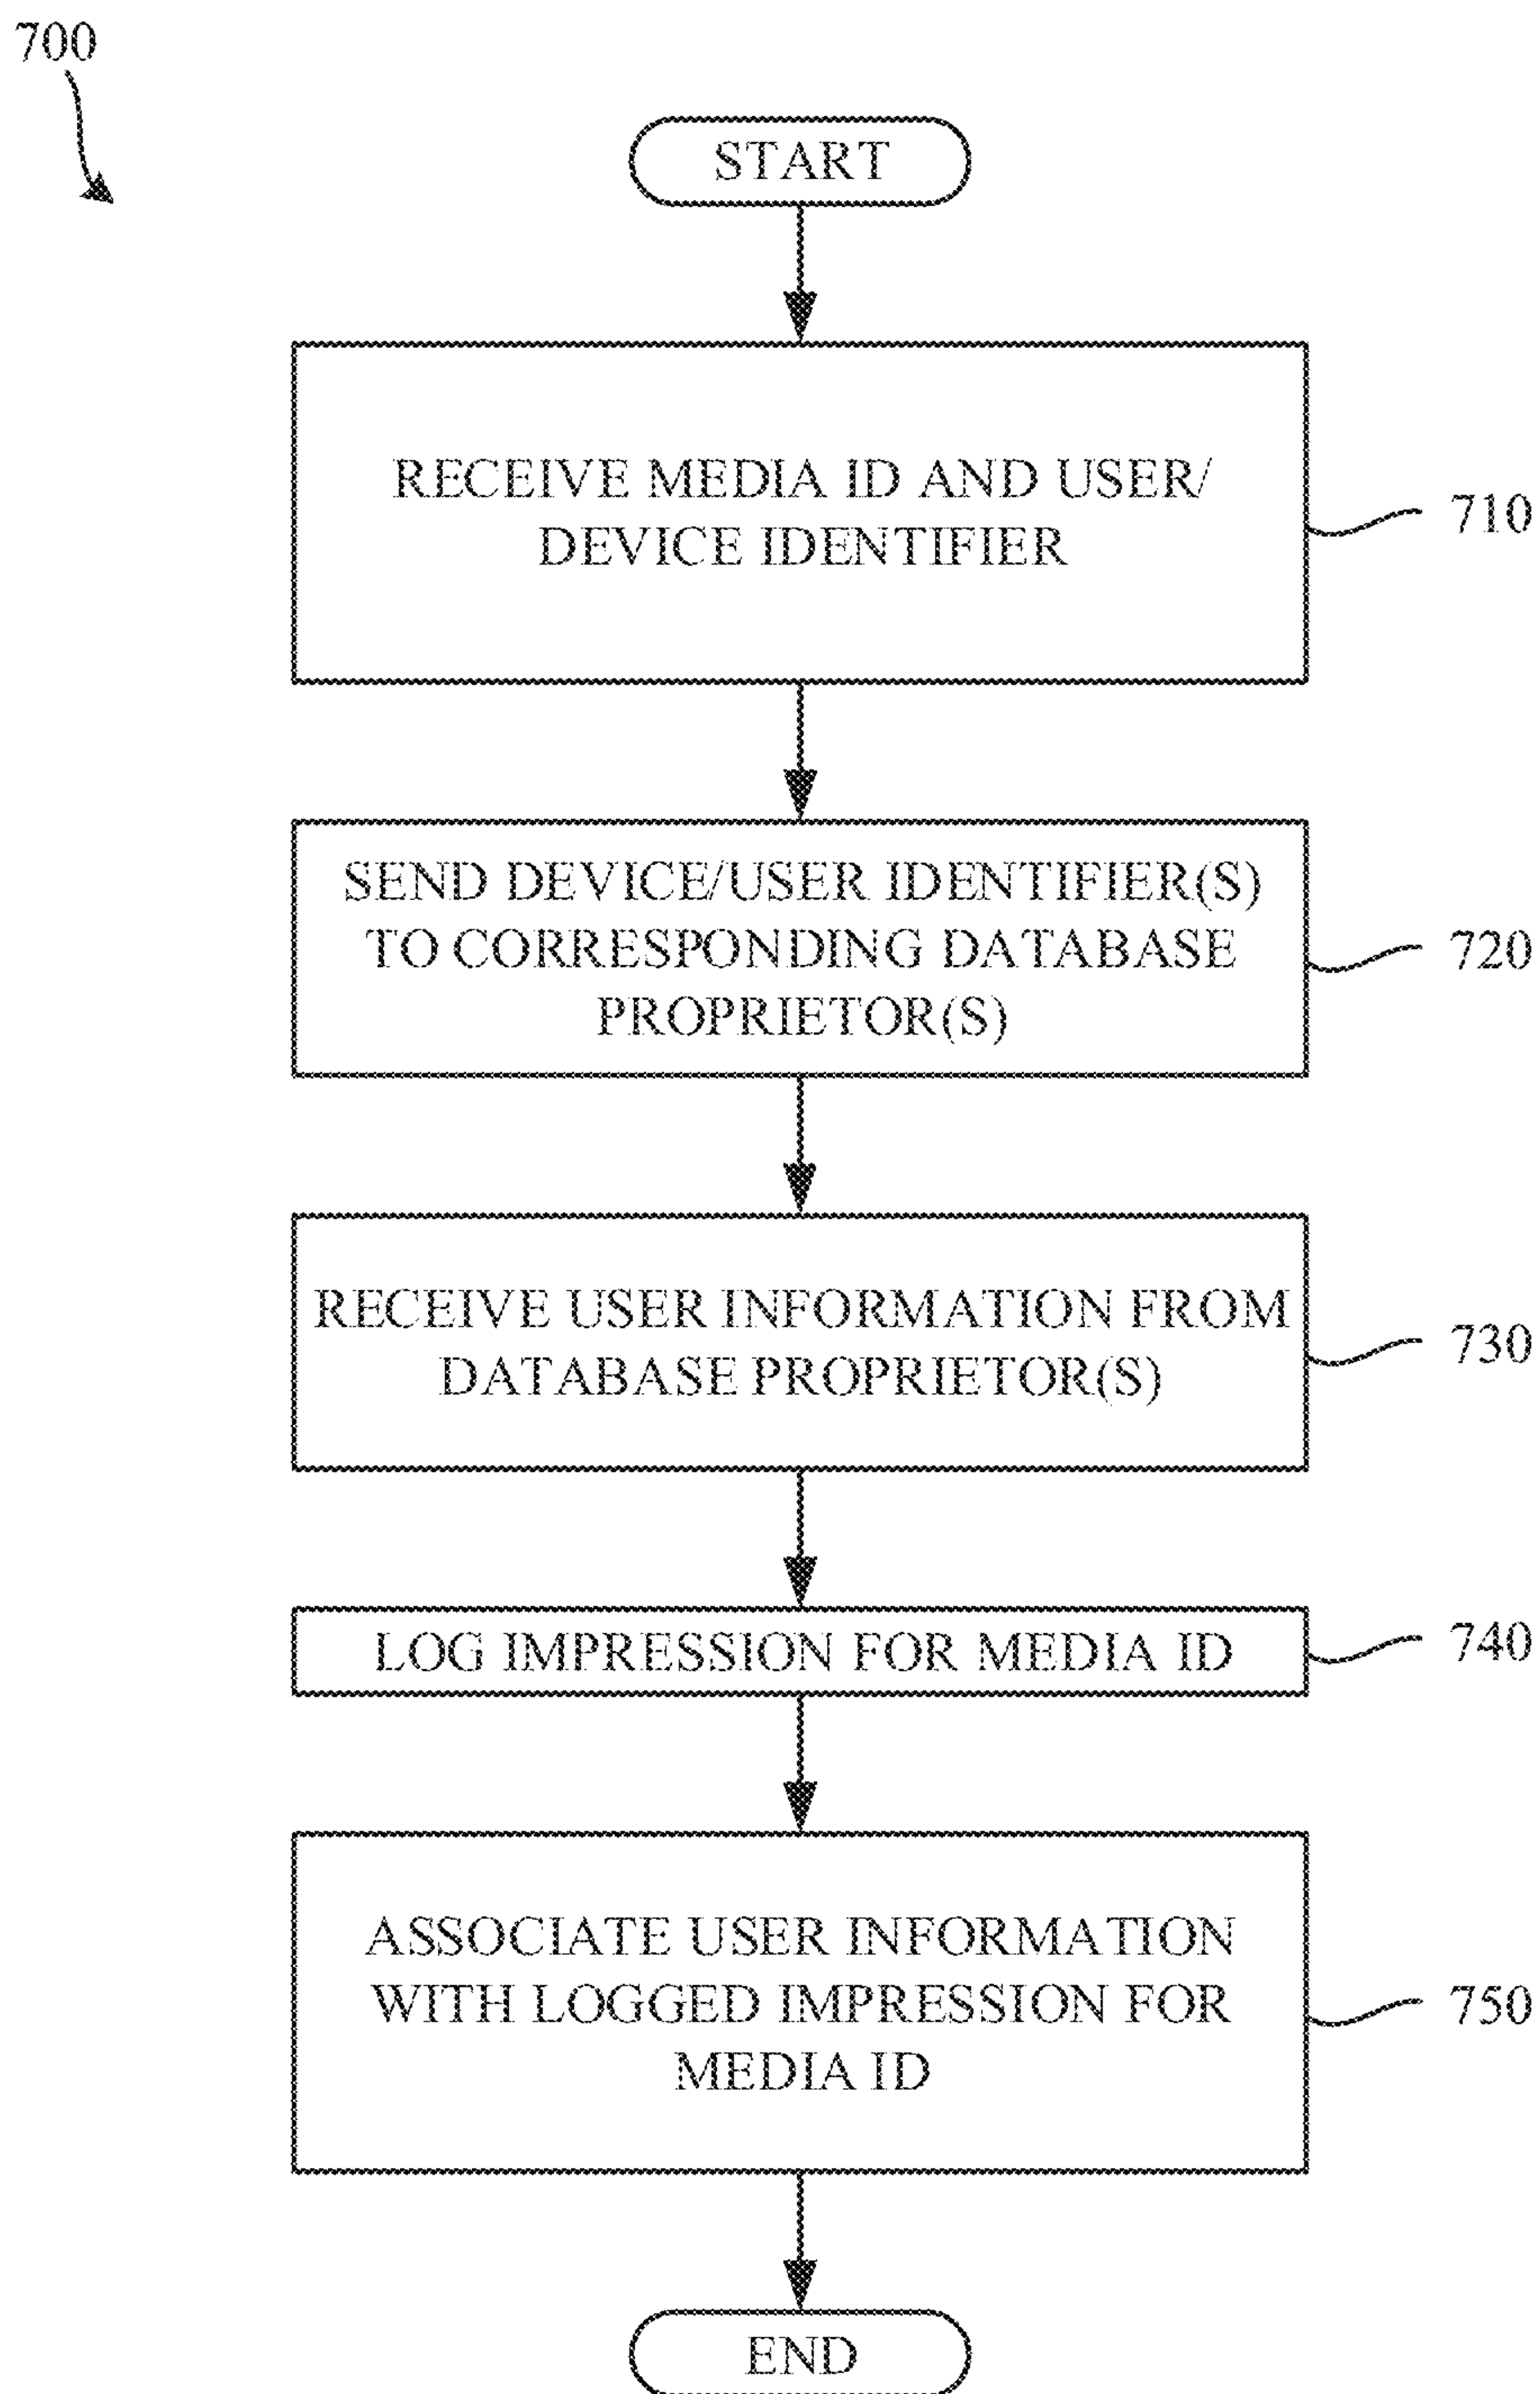 700
START
RECEIVE MEDIA ID AND USER/
DEVICE IDENTIFIER
710
SEND DEVICE/USER IDENTIFIER(S)
TO CORRESPONDING DATABASE
PROPRIETOR(S)
720
RECEIVE USER INFORMATION FROM
DATABASE PROPRIETOR(S)
730
LOG IMPRESSION FOR MEDIA ID
740
ASSOCIATE USER INFORMATION
WITH LOGGED IMPRESSION FOR
MEDIA ID
750
END